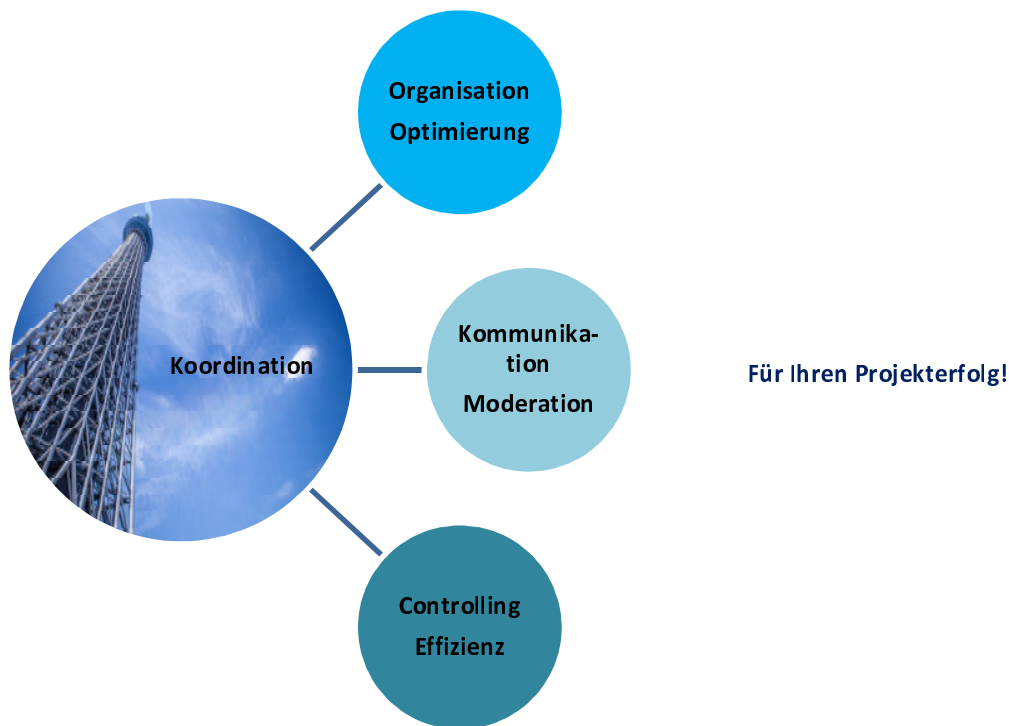 Organisation
Optimierung
Koordination
Kommunika-
tion
Moderation
Für Ihren Projekterfolg!
Controlling
Effizienz